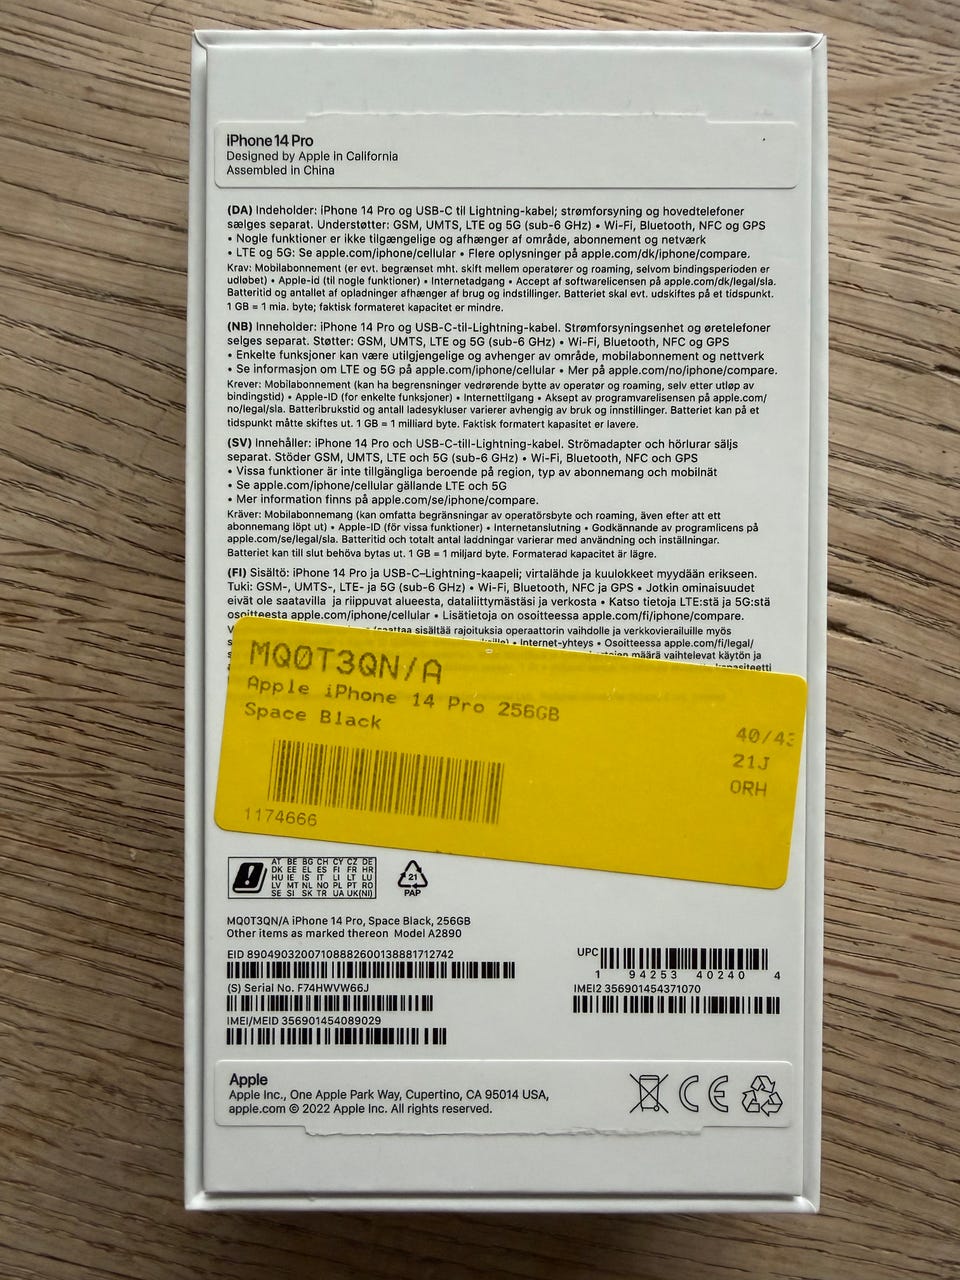 iPhone 14 Pro
Designed by Apple in California
Assembled in China
(DA) Indeholder: iPhone 14 Pro og USB-C til Lightning-kabel; strømforsyning og hovedtelefoner
sælges separat. Understøtter: GSM, UMTS, LTE og 5G (sub-6 GHz) • Wi-Fi, Bluetooth, NFC og GPS
• Nogle funktioner er ikke tilgængelige og afhænger af område, abonnement og netværk
• LTE og 5G: Se apple.com/iphone/cellular • Flere oplysninger på apple.com/dk/iphone/compare.
Krav: Mobilabonnement (er evt. begrænset mht. skift mellem operatører og roaming, selvom bindingsperioden er
udløbet) • Apple-id (til nogle funktioner) • Internetadgang • Accept af softwarelicensen på apple.com/dk/legal/sla.
Batteritid og antallet af opladninger afhænger af brug og indstillinger. Batteriet skal evt. udskiftes på et tidspunkt.
1 GB = 1 mia. byte; faktisk formateret kapacitet er mindre.
(NB) Inneholder: iPhone 14 Pro og USB-C-til-Lightning-kabel. Strømforsyningsenhet og øretelefoner
selges separat. Støtter: GSM, UMTS, LTE og 5G (sub-6 GHz) • Wi-Fi, Bluetooth, NFC og GPS
• Enkelte funksjoner kan være utilgjengelige og avhenger av område, mobilabonnement og nettverk
• Se informasjon om LTE og 5G på apple.com/iphone/cellular • Mer på apple.com/no/iphone/compare.
Krever: Mobilabonnement (kan ha begrensninger vedrørende bytte av operatør og roaming, selv etter utløp av
bindingstid) • Apple-ID (for enkelte funksjoner) • Internettilgang • Aksept av programvarelisensen på apple.com/
no/legal/sla. Batteribrukstid og antall ladesykluser varierer avhengig av bruk og innstillinger. Batteriet kan på et
tidspunkt måtte skiftes ut. 1 GB = 1 milliard byte. Faktisk formatert kapasitet er lavere.
(SV) Innehåller: iPhone 14 Pro och USB-C-till-Lightning-kabel. Strömadapter och hörlurar säljs
separat. Stöder GSM, UMTS, LTE och 5G (sub-6 GHz) • Wi-Fi, Bluetooth, NFC och GPS
• Vissa funktioner är inte tillgängliga beroende på region, typ av abonnemang och mobilnät
• Se apple.com/iphone/cellular gällande LTE och 5G
• Mer information finns på apple.com/se/iphone/compare.
Kräver: Mobilabonnemang (kan omfatta begränsningar av operatörsbyte och roaming, även efter att ett
abonnemang löpt ut) • Apple-ID (för vissa funktioner) • Internetanslutning • Godkännande av programlicens på
apple.com/se/legal/sla. Batteritid och totalt antal laddningar varierar med användning och inställningar.
Batteriet kan till slut behöva bytas ut. 1 GB = 1 miljard byte. Formaterad kapacitet är lägre.
(FI) Sisältö: iPhone 14 Pro ja USB-C–Lightning-kaapeli; virtalähde ja kuulokkeet myydään erikseen.
Tuki: GSM-, UMTS-, LTE- ja 5G (sub-6 GHz) • Wi-Fi, Bluetooth, NFC ja GPS • Jotkin ominaisuudet
eivät ole saatavilla ja riippuvat alueesta, dataliittymästäsi ja verkosta • Katso tietoja LTE:stä ja 5G:stä
osoitteesta apple.com/iphone/cellular • Lisätietoja on osoitteessa apple.com/fi/iphone/compare.
(saattaa sisältää rajoituksia operaattorin vaihdolle ja verkkovierailuille myös
• Internet-yhteys • Osoitteessa apple.com/fi/legal/
määrä vaihtelevat käytön ja
MQ0T3QN/A
Apple iPhone 14 Pro 256GB
Space Black
40/43
21J
ORH
1174666
AT BE BG CH CY CZ DE
DK EE EL ES FI FR HR
HU IE IS IT LI LT LU
LV MT NL NO PL PT RO
SE SI SK TR UA UK(NI)
21
PAP
MQ0T3QN/A iPhone 14 Pro, Space Black, 256GB
Other items as marked thereon Model A2890
EID 89049032007108882600138881712742
UPC
1 94253 40240 4
(S) Serial No. F74HWVW66J
IMEI2 356901454371070
IMEI/MEID 356901454089029
Apple
Apple Inc., One Apple Park Way, Cupertino, CA 95014 USA,
apple.com © 2022 Apple Inc. All rights reserved.
CE